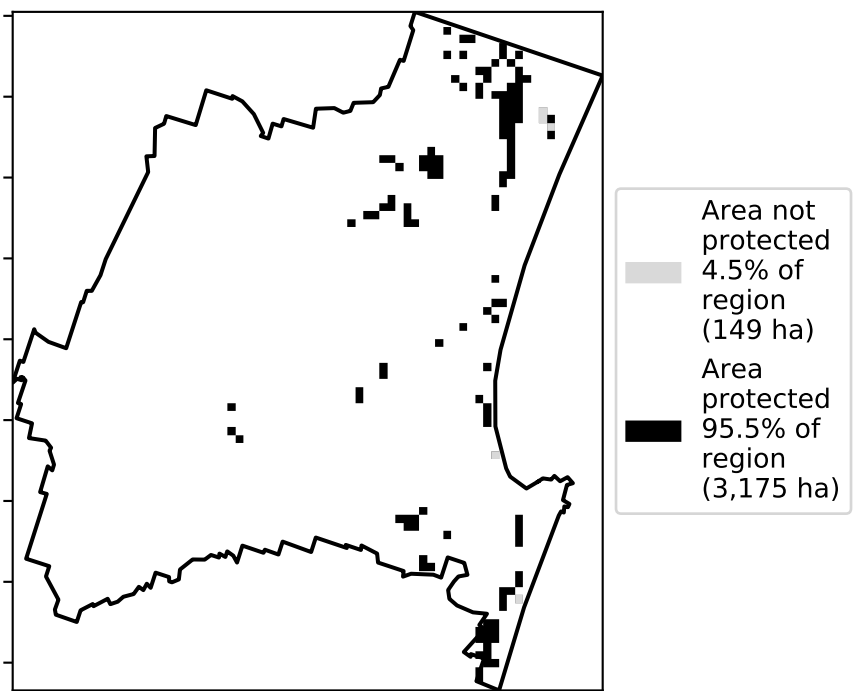 Area not
protected
4.5% of
region
(149 ha)
Area
protected
95.5% of
region
(3,175 ha)